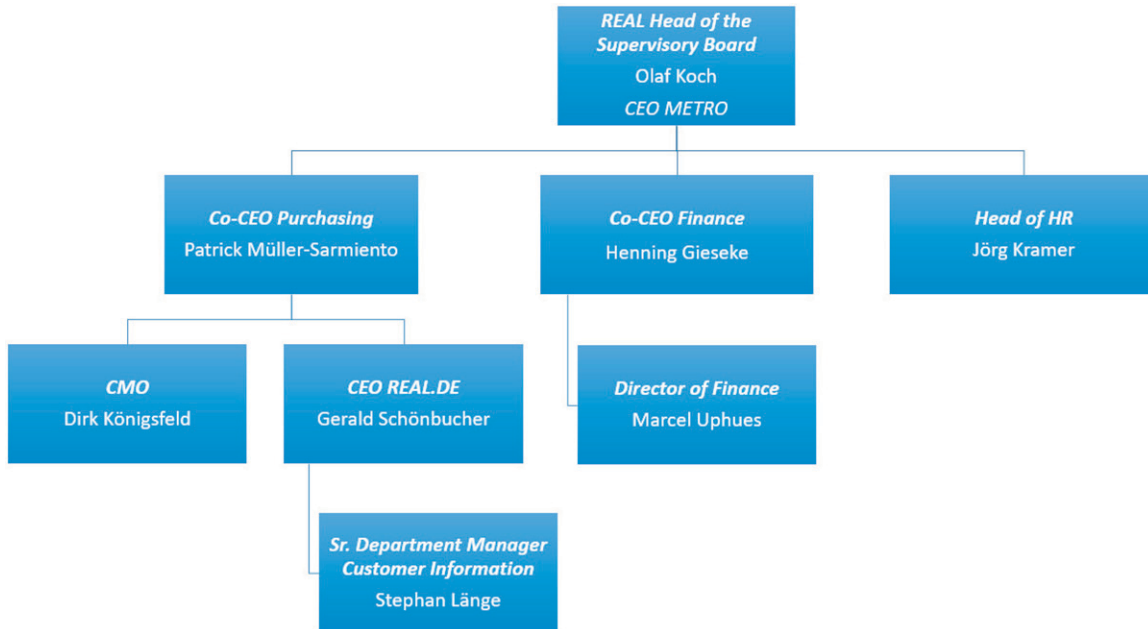 REAL Head of the
Supervisory Board
Olaf Koch
CEO METRO
Co-CEO Purchasing
Patrick Müller-Sarmiento
Co-CEO Finance
Henning Gieseke
Head of HR
Jörg Kramer
CMO
Dirk Königsfeld
CEO REAL.DE
Gerald Schönbucher
Director of Finance
Marcel Uphues
Sr. Department Manager
Customer Information
Stephan Länge